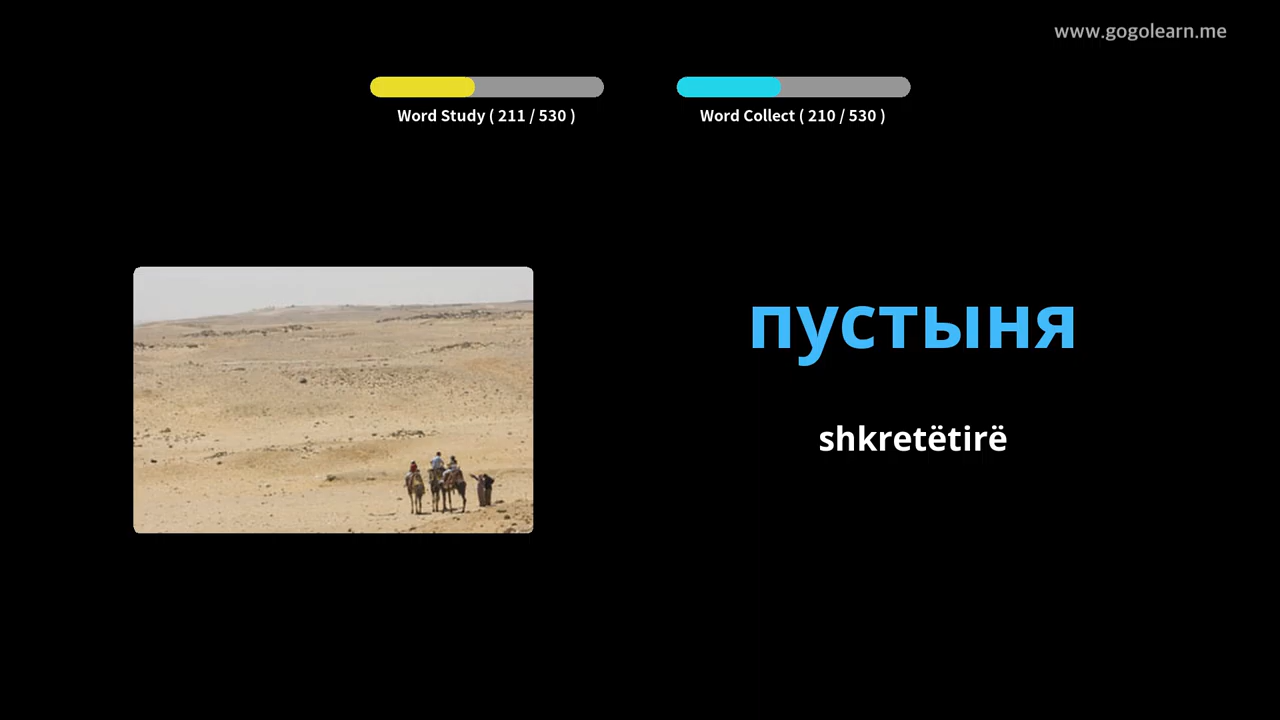 www.gogolearn.me
Word Study ( 211 / 530 )
Word Collect ( 210 / 530 )
пустыня
shkretëtirë